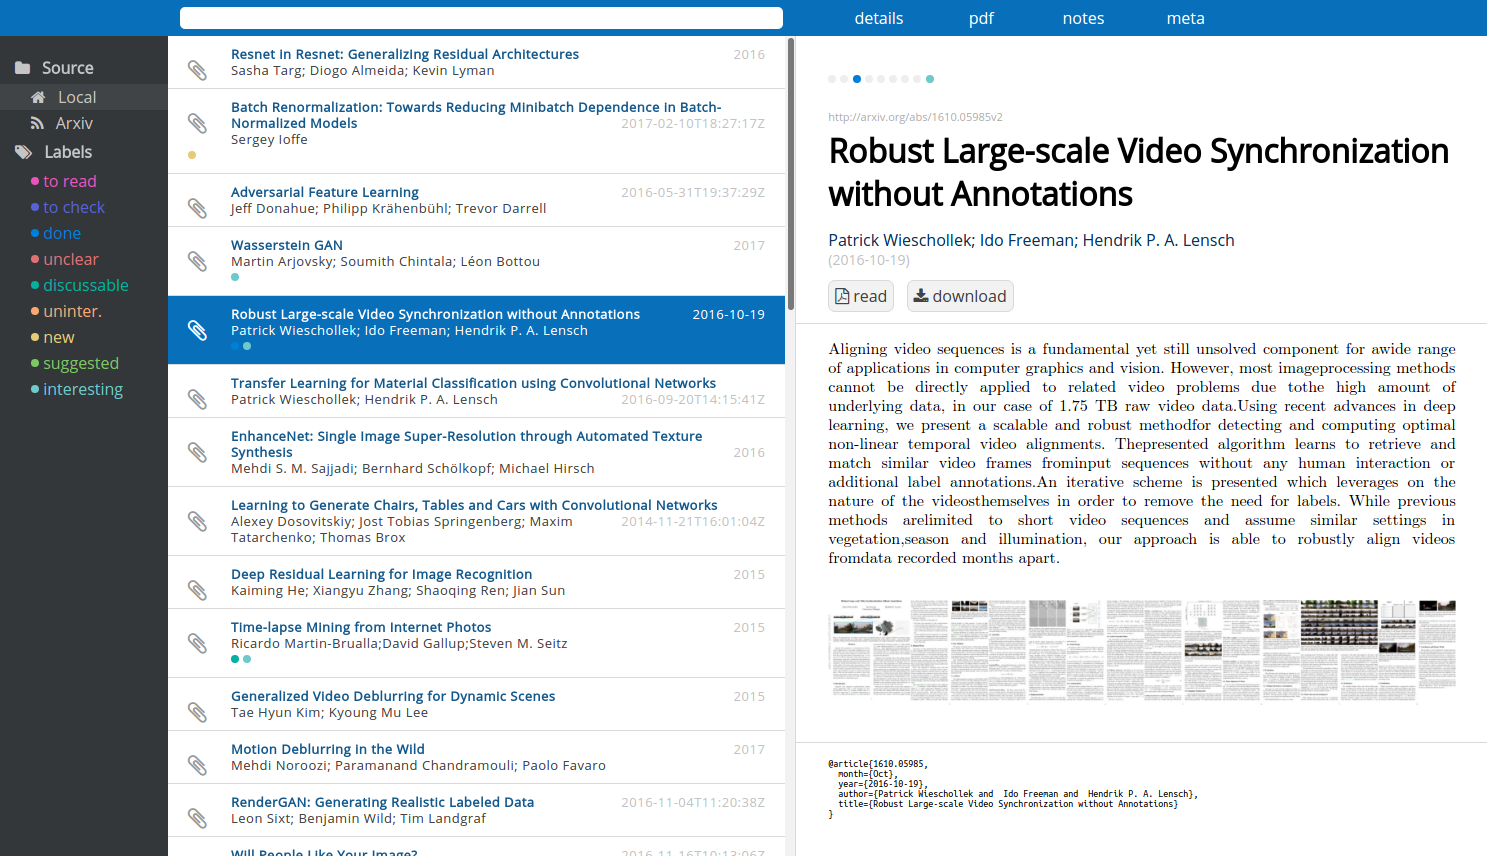 details pdf notes meta
Source
Local
Arxiv
Labels
to read
to check
done
unclear
discussable
uninter.
new
suggested
interesting
Resnet in Resnet: Generalizing Residual Architectures 2016
Sasha Targ; Diogo Almeida; Kevin Lyman
Batch Renormalization: Towards Reducing Minibatch Dependence in Batch-
Normalized Models 2017-02-10T18:27:17Z
Sergey Ioffe
Adversarial Feature Learning 2016-05-31T19:37:29Z
Jeff Donahue; Philipp Krähenbühl; Trevor Darrell
Wasserstein GAN 2017
Martin Arjovsky; Soumith Chintala; Léon Bottou
Robust Large-scale Video Synchronization without Annotations 2016-10-19
Patrick Wieschollek; Ido Freeman; Hendrik P. A. Lensch
Transfer Learning for Material Classification using Convolutional Networks
Patrick Wieschollek; Hendrik P. A. Lensch 2016-09-20T14:15:41Z
EnhanceNet: Single Image Super-Resolution through Automated Texture
Synthesis 2016
Mehdi S. M. Sajjadi; Bernhard Schölkopf; Michael Hirsch
Learning to Generate Chairs, Tables and Cars with Convolutional Networks
Alexey Dosovitskiy; Jost Tobias Springenberg; Maxim 2014-11-21T16:01:04Z
Tatarchenko; Thomas Brox
Deep Residual Learning for Image Recognition 2015
Kaiming He; Xiangyu Zhang; Shaoqing Ren; Jian Sun
Time-lapse Mining from Internet Photos 2015
Ricardo Martin-Brualla;David Gallup;Steven M. Seitz
Generalized Video Deblurring for Dynamic Scenes 2015
Tae Hyun Kim; Kyoung Mu Lee
Motion Deblurring in the Wild 2017
Mehdi Noroozi; Paramanand Chandramouli; Paolo Favaro
RenderGAN: Generating Realistic Labeled Data 2016-11-04T11:20:38Z
Leon Sixt; Benjamin Wild; Tim Landgraf
Will People Like Your Image? 2016-11-16T10:13:06Z
http://arxiv.org/abs/1610.05985v2
Robust Large-scale Video Synchronization
without Annotations
Patrick Wieschollek; Ido Freeman; Hendrik P. A. Lensch
(2016-10-19)
read download
Aligning video sequences is a fundamental yet still unsolved component for awide range
of applications in computer graphics and vision. However, most imageprocessing methods
cannot be directly applied to related video problems due tothe high amount of
underlying data, in our case of 1.75 TB raw video data.Using recent advances in deep
learning, we present a scalable and robust methodfor detecting and computing optimal
non-linear temporal video alignments. Thepresented algorithm learns to retrieve and
match similar video frames frominput sequences without any human interaction or
additional label annotations.An iterative scheme is presented which leverages on the
nature of the videosthemselves in order to remove the need for labels. While previous
methods arelimited to short video sequences and assume similar settings in
vegetation,season and illumination, our approach is able to robustly align videos
fromdata recorded months apart.
@article{1610.05985,
month={Oct},
year={2016-10-19},
author={Patrick Wieschollek and  Ido Freeman and  Hendrik P. A. Lensch},
title={Robust Large-scale Video Synchronization without Annotations}
}